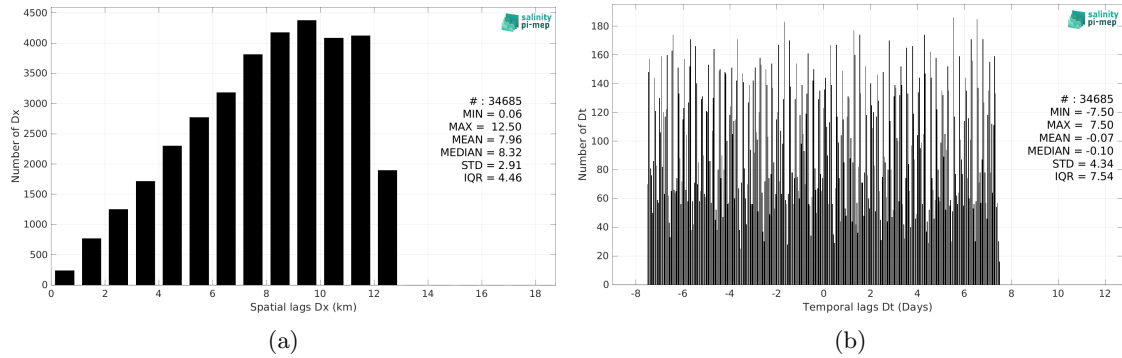 salinity
pi-mep
4500
4000
3500
3000
2500
2000
1500
1000
500
0
Number of Dx
# : 34685
MIN = 0.06
MAX = 12.50
MEAN = 7.96
MEDIAN = 8.32
STD = 2.91
IQR = 4.46
0 2 4 6 8 10 12 14 16 18
Spatial lags Dx (km)
(a)
salinity
pi-mep
180
160
140
120
100
80
60
40
20
0
Number of Dt
# : 34685
MIN = -7.50
MAX = 7.50
MEAN = -0.07
MEDIAN = -0.10
STD = 4.34
IQR = 7.54
-8 -6 -4 -2 0 2 4 6 8 10 12
Temporal lags Dt (Days)
(b)